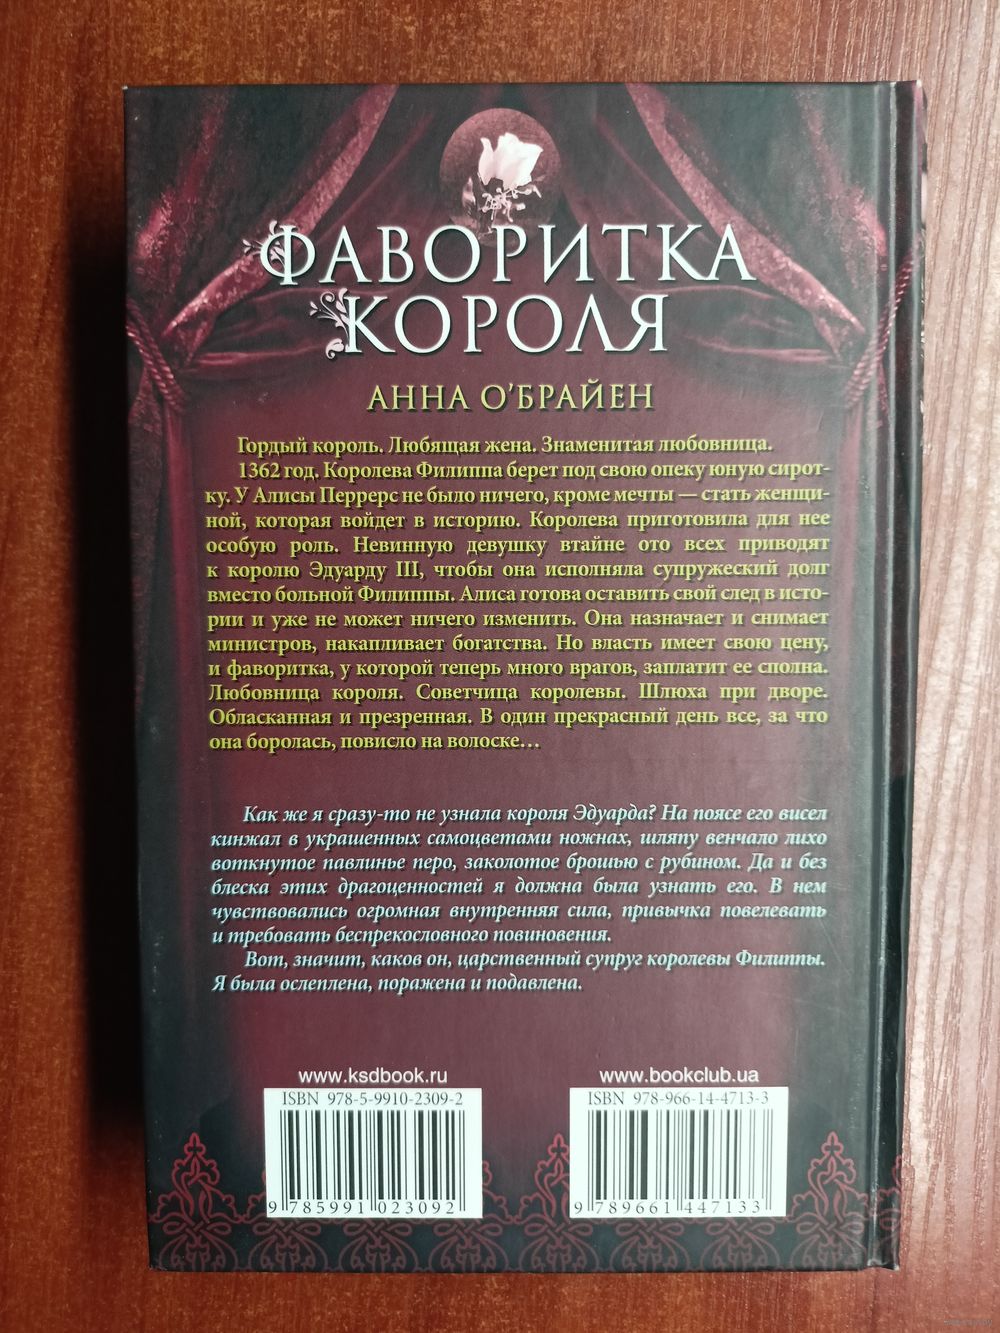 ФАВОРИТКА
КОРОЛЯ
АННА О'БРАЙЕН
Гордый король. Любящая жена. Знаменитая любовница.
1362 год. Королева Филиппа берет под свою опеку юную сирот-
ку. У Алисы Перрерс не было ничего, кроме мечты — стать женщи-
ной, которая войдет в историю. Королева приготовила для нее
особую роль. Невинную девушку втайне ото всех приводят
к королю Эдуарду III, чтобы она исполняла супружеский долг
вместо больной Филиппы. Алиса готова оставить свой след в исто-
рии и уже не может ничего изменить. Она назначает и снимает
министров, накапливает богатства. Но власть имеет свою цену,
и фаворитка, у которой теперь много врагов, заплатит ее сполна.
Любовница короля. Советчица королевы. Шлюха при дворе.
Обласканная и презренная. В один прекрасный день все, за что
она боролась, повисло на волоске…
Как же я сразу-то не узнала короля Эдуарда? На поясе его висел
кинжал в украшенных самоцветами ножнах, шляпу венчало лихо
воткнутое павлинье перо, заколотое брошью с рубином. Да и без
блеска этих драгоценностей я должна была узнать его. В нем
чувствовались огромная внутренняя сила, привычка повелевать
и требовать беспрекословного повиновения.
Вот, значит, каков он, царственный супруг королевы Филиппы.
Я была ослеплена, поражена и подавлена.
www.ksdbook.ru www.bookclub.ua
ISBN 978-5-9910-2309-2 ISBN 978-966-14-4713-3
9 785991 023092 9 789661 447133